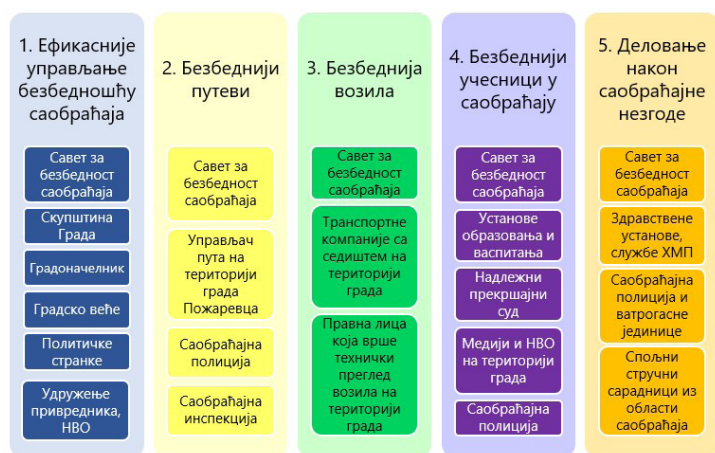 1. Ефикасније
управљање
безбедношћу
саобраћаја
Савет за
безбедност
саобраћаја
Скупштина
Града
Градоначелник
Градско веће
Политичке
странке
Удружење
привредника,
НВО
2. Безбеднији
путеви
Савет за
безбедност
саобраћаја
Управљач
пута на
територији
града
Пожаревца
Саобраћајна
полиција
Саобраћајна
инспекција
3. Безбеднија
возила
Савет за
безбедност
саобраћаја
Транспортне
компаније са
седиштем на
територији
града
Правна лица
која врше
технички
преглед
возила на
територији
града
4. Безбеднији
учесници у
саобраћају
Савет за
безбедност
саобраћаја
Установе
образовања и
васпитања
Надлежни
прекршајни
суд
Медији и НВО
на територији
града
Саобраћајна
полиција
5. Деловање
након
саобраћајне
незгоде
Савет за
безбедност
саобраћаја
Здравствене
установе,
службе ХМП
Саобраћајна
полиција и
ватрогасне
јединице
Спољни
стручни
сарадници из
области
саобраћаја